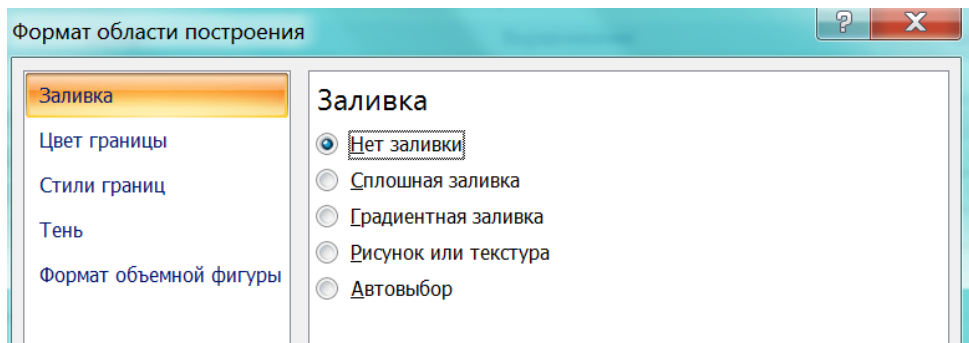 Формат области построения
Заливка
Цвет границы
Стили границ
Тень
Формат объемной фигуры
Заливка
Нет заливки
Сплошная заливка
Градиентная заливка
Рисунок или текстура
Автовыбор